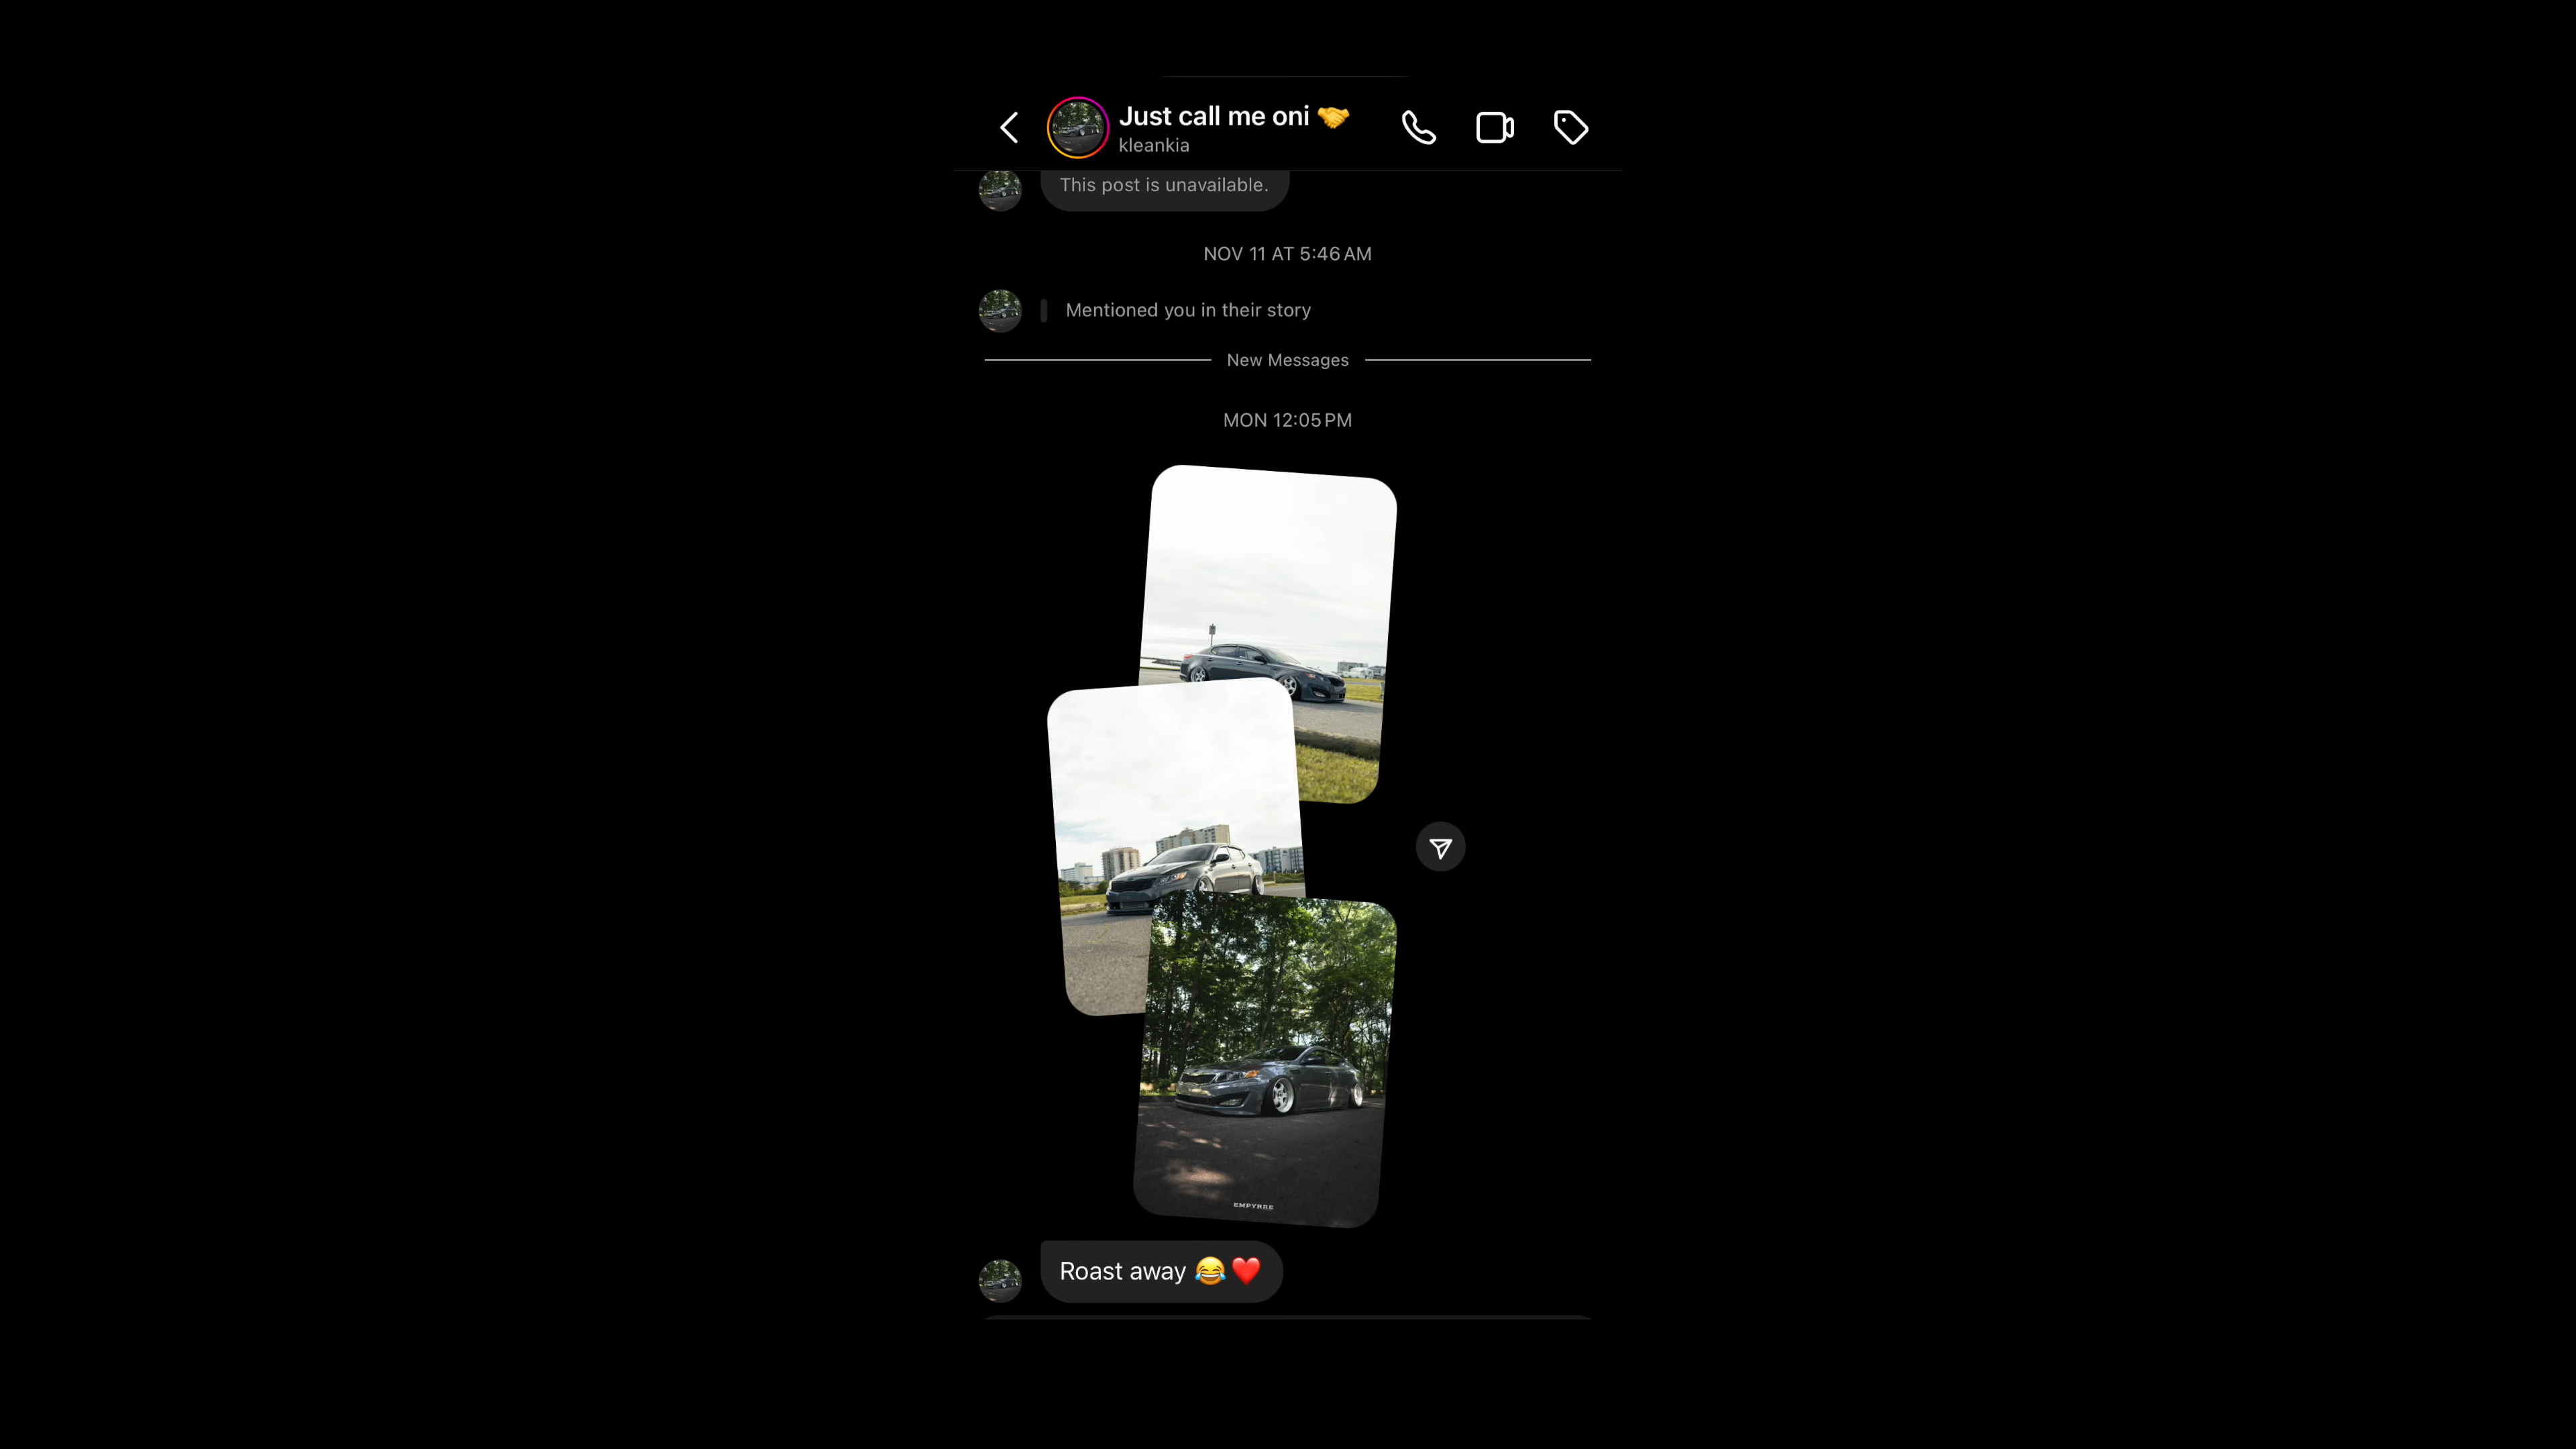 Just call me oni 🤝
kleankia
This post is unavailable.
NOV 11 AT 5:46 AM
Mentioned you in their story
New Messages
MON 12:05 PM
EMPYRRE
Roast away 😂❤️